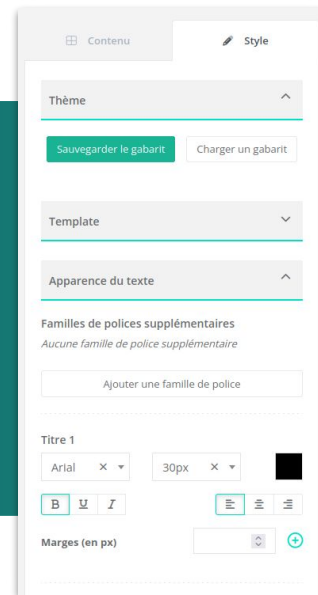 Contenu
Style
Thème
Sauvegarder le gabarit
Charger un gabarit
Template
Apparence du texte
Familles de polices supplémentaires
Aucune famille de police supplémentaire
Ajouter une famille de police
Titre 1
Arial × 30px ×
B U I
Marges (en px)